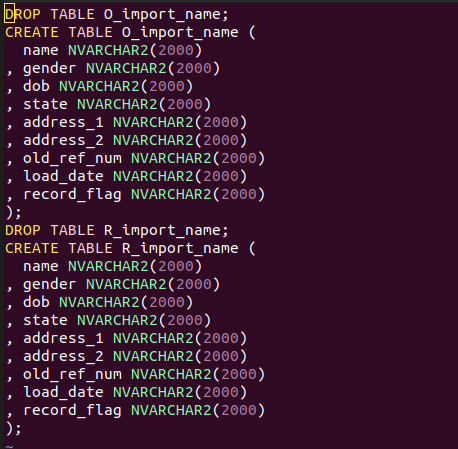 DROP TABLE O_import_name;
CREATE TABLE O_import_name (
  name NVARCHAR2(2000)
, gender NVARCHAR2(2000)
, dob NVARCHAR2(2000)
, state NVARCHAR2(2000)
, address_1 NVARCHAR2(2000)
, address_2 NVARCHAR2(2000)
, old_ref_num NVARCHAR2(2000)
, load_date NVARCHAR2(2000)
, record_flag NVARCHAR2(2000)
);
DROP TABLE R_import_name;
CREATE TABLE R_import_name (
  name NVARCHAR2(2000)
, gender NVARCHAR2(2000)
, dob NVARCHAR2(2000)
, state NVARCHAR2(2000)
, address_1 NVARCHAR2(2000)
, address_2 NVARCHAR2(2000)
, old_ref_num NVARCHAR2(2000)
, load_date NVARCHAR2(2000)
, record_flag NVARCHAR2(2000)
);
~